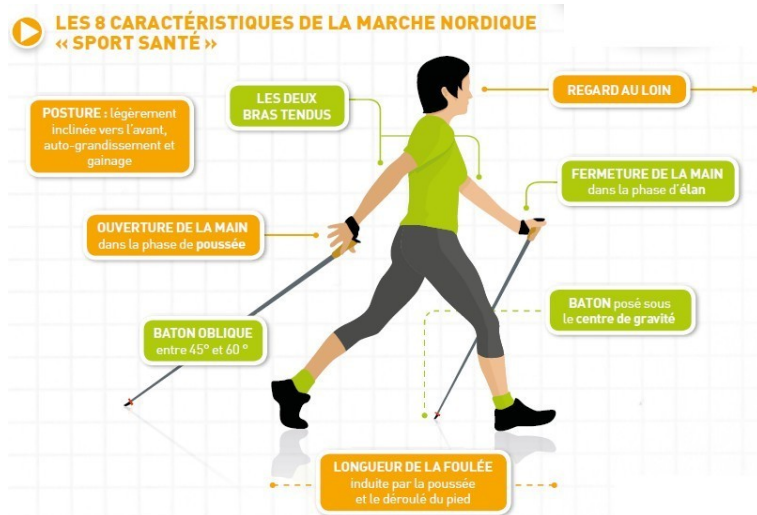 LES 8 CARACTÉRISTIQUES DE LA MARCHE NORDIQUE
« SPORT SANTÉ »
POSTURE : légèrement
inclinée vers l'avant,
auto-grandissement et
gainage
LES DEUX
BRAS TENDUS
REGARD AU LOIN
FERMETURE DE LA MAIN
dans la phase d'élan
OUVERTURE DE LA MAIN
dans la phase de poussée
BATON posé sous
le centre de gravité
BATON OBLIQUE
entre 45° et 60 °
LONGUEUR DE LA FOULÉE
induite par la poussée
et le déroulé du pied